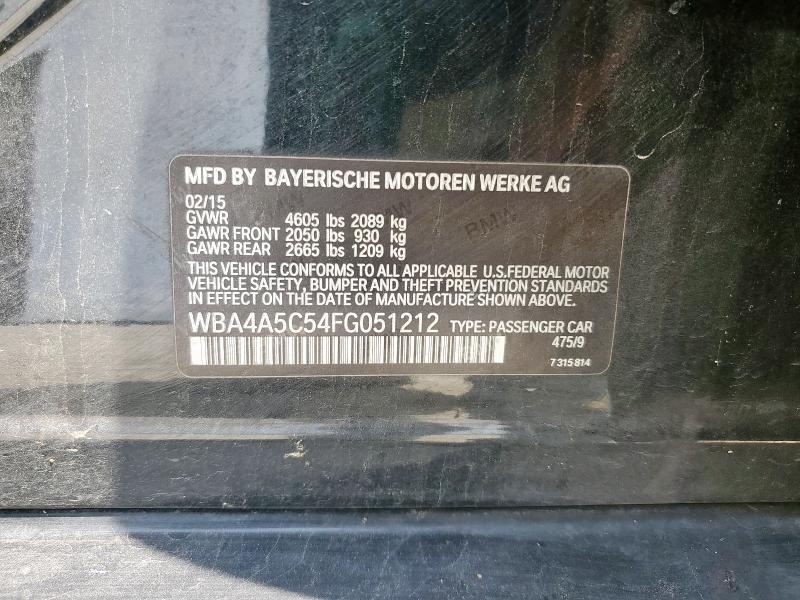 MFD BY BAYERISCHE MOTOREN WERKE AG
02/15
GVWR 4605 lbs 2089 kg
GAWR FRONT 2050 lbs 930 kg
GAWR REAR 2665 lbs 1209 kg
THIS VEHICLE CONFORMS TO ALL APPLICABLE U.S.FEDERAL MOTOR
VEHICLE SAFETY, BUMPER AND THEFT PREVENTION STANDARDS
IN EFFECT ON THE DATE OF MANUFACTURE SHOWN ABOVE.
WBA4A5C54FG051212 TYPE: PASSENGER CAR
475/9
7 315 814
BMW